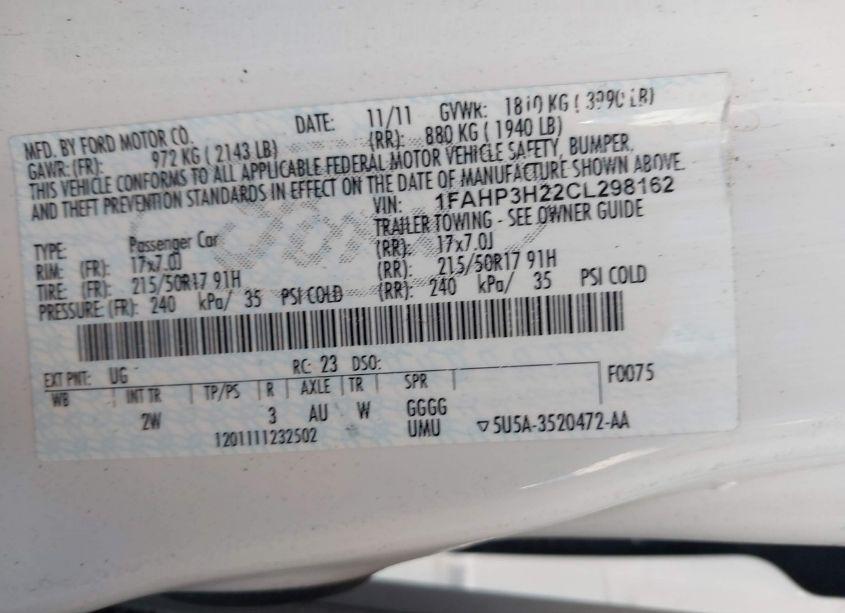 MFD. BY FORD MOTOR CO. DATE: 11/11 GVWR: 1810 KG ( 3990 LB)
GAWR: (FR): 972 KG ( 2143 LB) (RR): 880 KG ( 1940 LB)
THIS VEHICLE CONFORMS TO ALL APPLICABLE FEDERAL MOTOR VEHICLE SAFETY, BUMPER,
AND THEFT PREVENTION STANDARDS IN EFFECT ON THE DATE OF MANUFACTURE SHOWN ABOVE.
VIN: 1FAHP3H22CL298162
TYPE: Passenger Car TRAILER TOWING - SEE OWNER GUIDE
RIM: (FR): 17x7.0J (RR): 17x7.0J
TIRE: (FR): 215/50R17 91H (RR): 215/50R17 91H
PRESSURE: (FR): 240 kPa/ 35 PSI COLD (RR): 240 kPa/ 35 PSI COLD
EXT PNT: UG RC: 23 DSO:
WB INT TR TP/PS R AXLE TR SPR F0075
2W 3 AU W GGGG
1201111232502 UMU ▽5U5A-3520472-AA